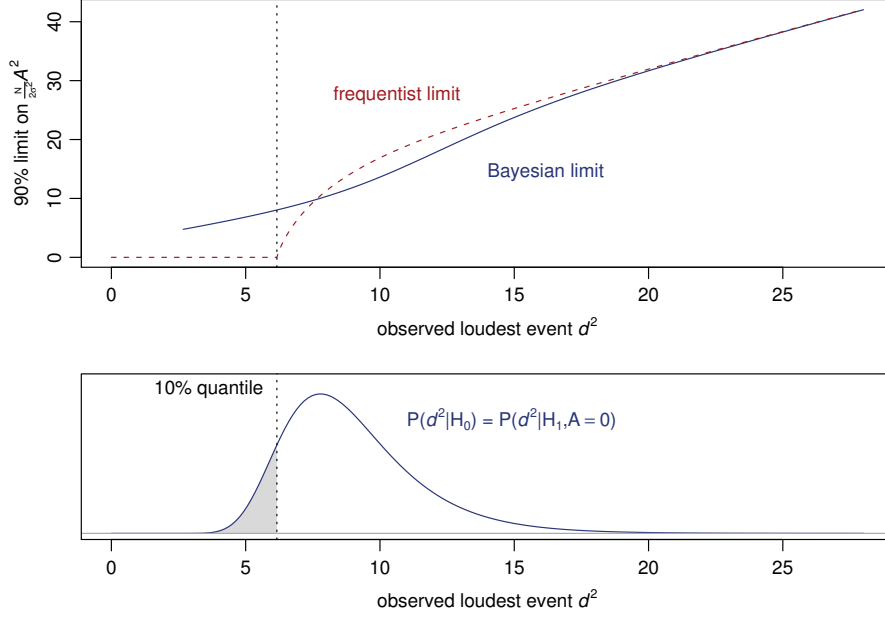 90% limit on N/2σ² A²
40
30
20
10
0
frequentist limit
Bayesian limit
0 5 10 15 20 25
observed loudest event d²
10% quantile
P(d²|H₀) = P(d²|H₁,A = 0)
0 5 10 15 20 25
observed loudest event d²